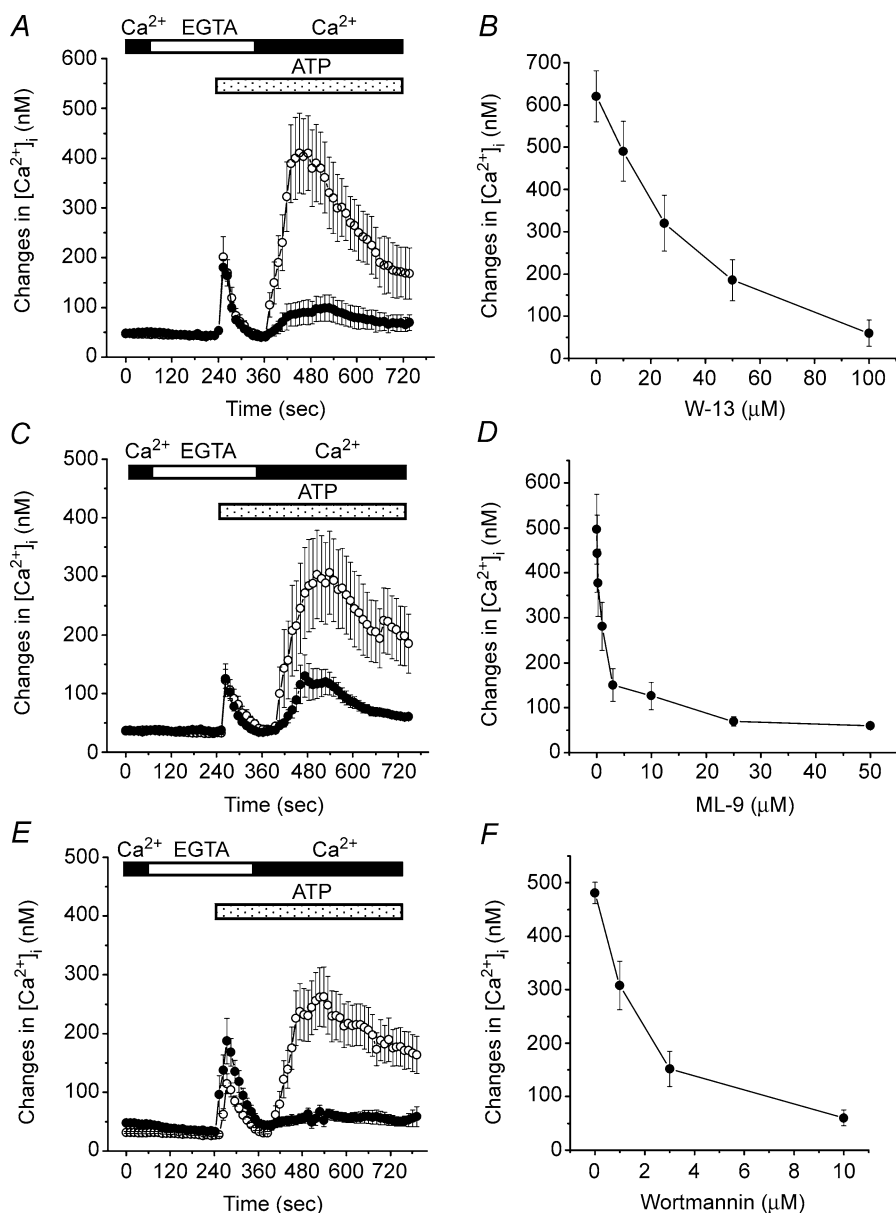 A
Ca²⁺ EGTA Ca²⁺
ATP
600
500
400
300
200
100
0
Changes in [Ca²⁺]ᵢ (nM)
0 120 240 360 480 600 720
Time (sec)
B
700
600
500
400
300
200
100
0
Changes in [Ca²⁺]ᵢ (nM)
0 20 40 60 80 100
W-13 (μM)
C
Ca²⁺ EGTA Ca²⁺
ATP
500
400
300
200
100
0
Changes in [Ca²⁺]ᵢ (nM)
0 120 240 360 480 600 720
Time (sec)
D
600
500
400
300
200
100
0
Changes in [Ca²⁺]ᵢ (nM)
0 10 20 30 40 50
ML-9 (μM)
E
Ca²⁺ EGTA Ca²⁺
ATP
500
400
300
200
100
0
Changes in [Ca²⁺]ᵢ (nM)
0 120 240 360 480 600 720
Time (sec)
F
500
400
300
200
100
0
Changes in [Ca²⁺]ᵢ (nM)
0 2 4 6 8 10
Wortmannin (μM)